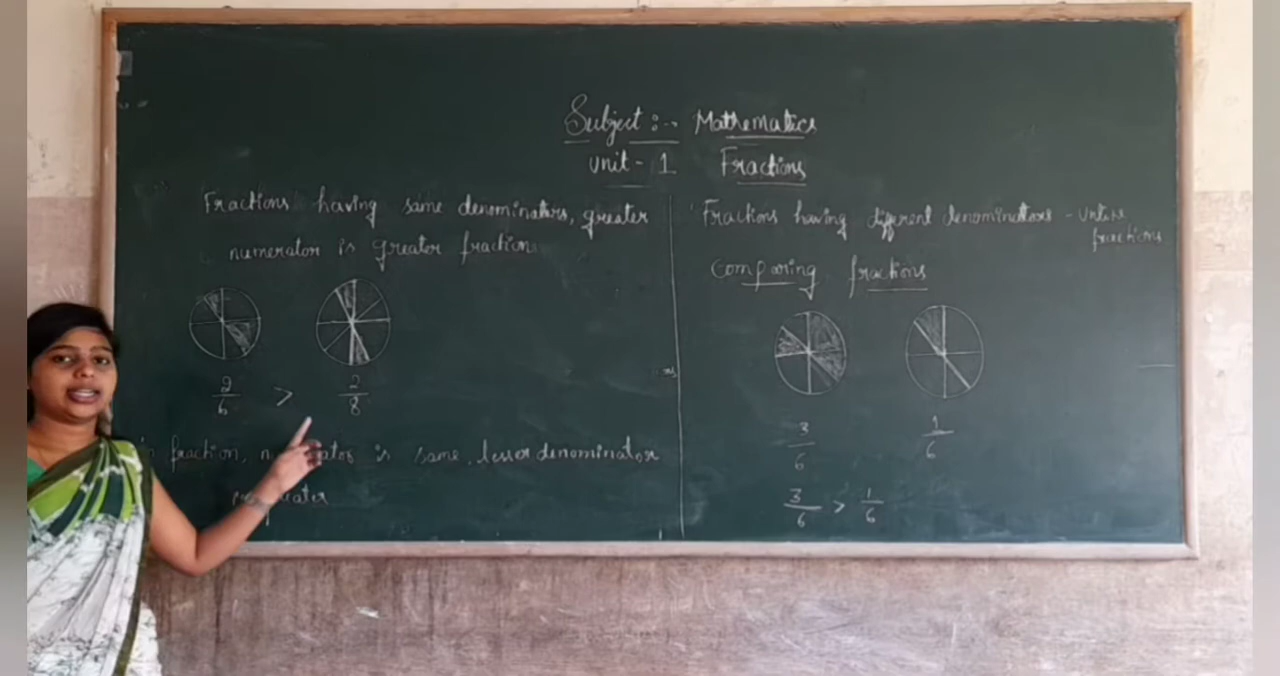 Subject :- Mathematics
Unit - 1 Fractions
Fractions having same denominators, greater
numerator is greater fraction
2/6 > 2/8
fraction, is same, lesser denominator
Fractions having different denominators - unlike
fractions
Comparing fractions
3/6 1/6
3/6 > 1/6